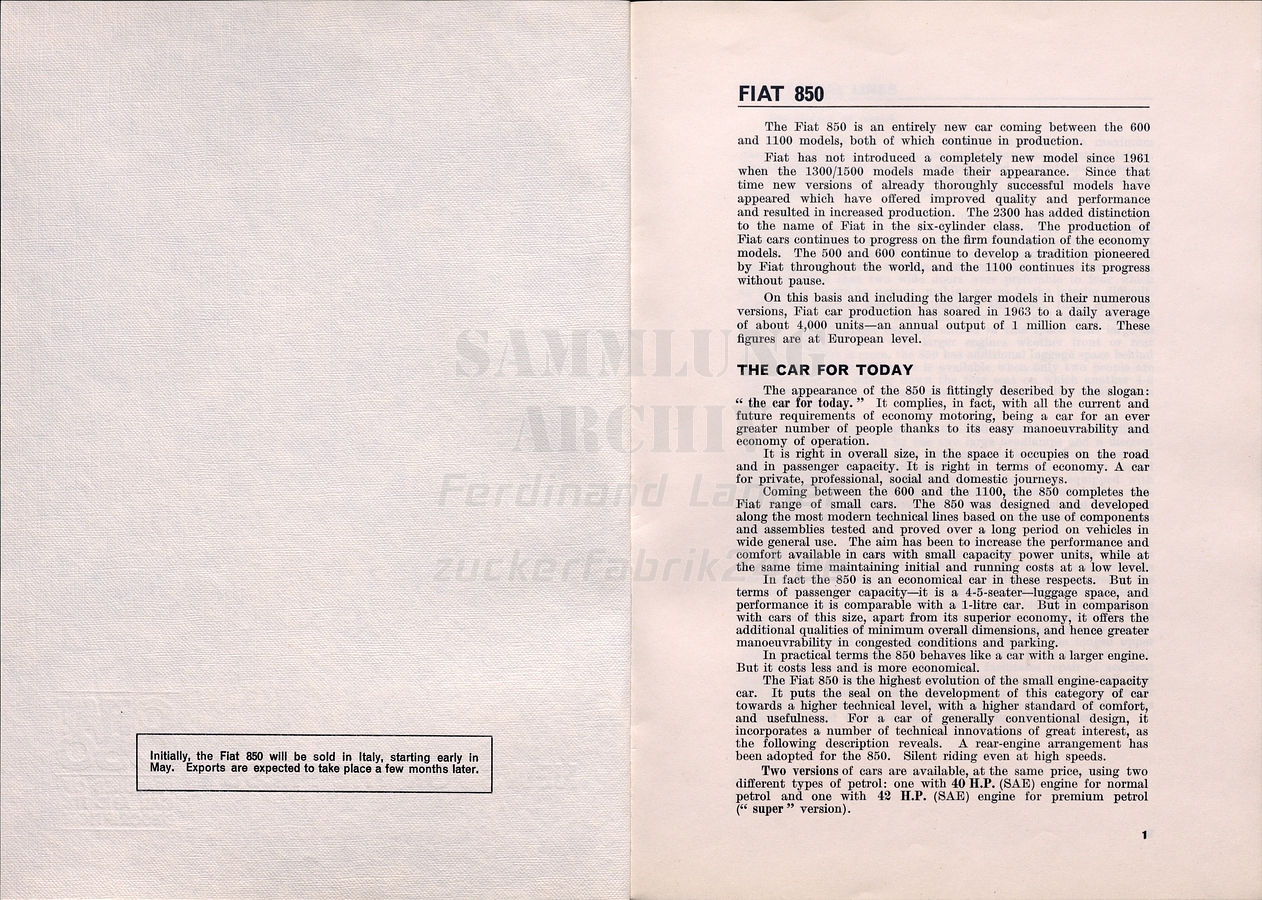 Initially, the Fiat 850 will be sold in Italy, starting early in
May. Exports are expected to take place a few months later.
FIAT 850
The Fiat 850 is an entirely new car coming between the 600
and 1100 models, both of which continue in production.
Fiat has not introduced a completely new model since 1961
when the 1300/1500 models made their appearance. Since that
time new versions of already thoroughly successful models have
appeared which have offered improved quality and performance
and resulted in increased production. The 2300 has added distinction
to the name of Fiat in the six-cylinder class. The production of
Fiat cars continues to progress on the firm foundation of the economy
models. The 500 and 600 continue to develop a tradition pioneered
by Fiat throughout the world, and the 1100 continues its progress
without pause.
On this basis and including the larger models in their numerous
versions, Fiat car production has soared in 1963 to a daily average
of about 4,000 units—an annual output of 1 million cars. These
figures are at European level.
THE CAR FOR TODAY
The appearance of the 850 is fittingly described by the slogan:
“ the car for today. ” It complies, in fact, with all the current and
future requirements of economy motoring, being a car for an ever
greater number of people thanks to its easy manoeuvrability and
economy of operation.
It is right in overall size, in the space it occupies on the road
and in passenger capacity. It is right in terms of economy. A car
for private, professional, social and domestic journeys.
Coming between the 600 and the 1100, the 850 completes the
Fiat range of small cars. The 850 was designed and developed
along the most modern technical lines based on the use of components
and assemblies tested and proved over a long period on vehicles in
wide general use. The aim has been to increase the performance and
comfort available in cars with small capacity power units, while at
the same time maintaining initial and running costs at a low level.
In fact the 850 is an economical car in these respects. But in
terms of passenger capacity—it is a 4-5-seater—luggage space, and
performance it is comparable with a 1-litre car. But in comparison
with cars of this size, apart from its superior economy, it offers the
additional qualities of minimum overall dimensions, and hence greater
manoeuvrability in congested conditions and parking.
In practical terms the 850 behaves like a car with a larger engine.
But it costs less and is more economical.
The Fiat 850 is the highest evolution of the small engine-capacity
car. It puts the seal on the development of this category of car
towards a higher technical level, with a higher standard of comfort,
and usefulness. For a car of generally conventional design, it
incorporates a number of technical innovations of great interest, as
the following description reveals. A rear-engine arrangement has
been adopted for the 850. Silent riding even at high speeds.
Two versions of cars are available, at the same price, using two
different types of petrol: one with 40 H.P. (SAE) engine for normal
petrol and one with 42 H.P. (SAE) engine for premium petrol
(“ super ” version).
1
SAMMLUNG
ARCHIV
Ferdinand